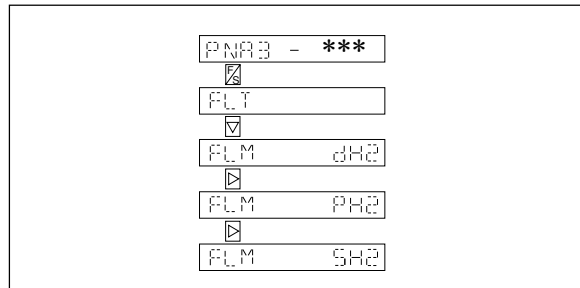 PNA3 - ***
F/S
FLT
FLM dH2
FLM PH2
FLM SH2